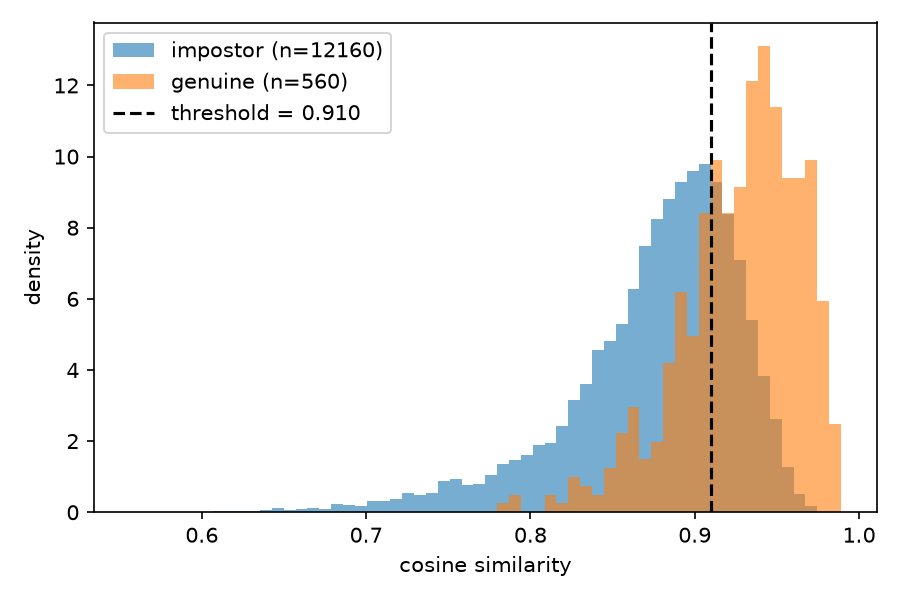 impostor (n=12160)
genuine (n=560)
threshold = 0.910
12
10
8
6
4
2
0
density
0.6 0.7 0.8 0.9 1.0
cosine similarity